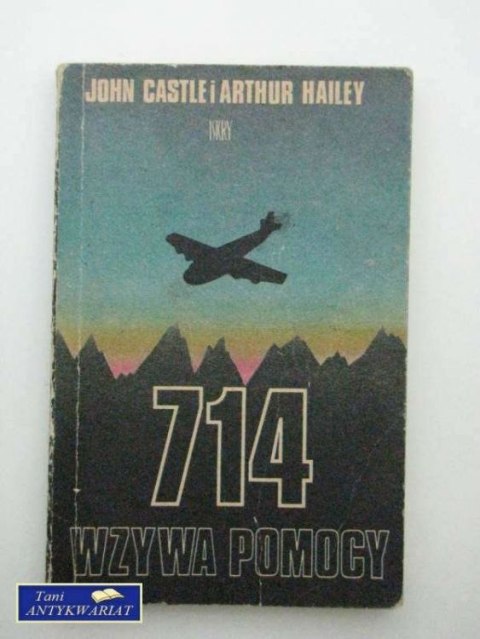 JOHN CASTLE i ARTHUR HAILEY
ISKRY
714
WZYWA POMOCY
Tani
ANTYKWARIAT